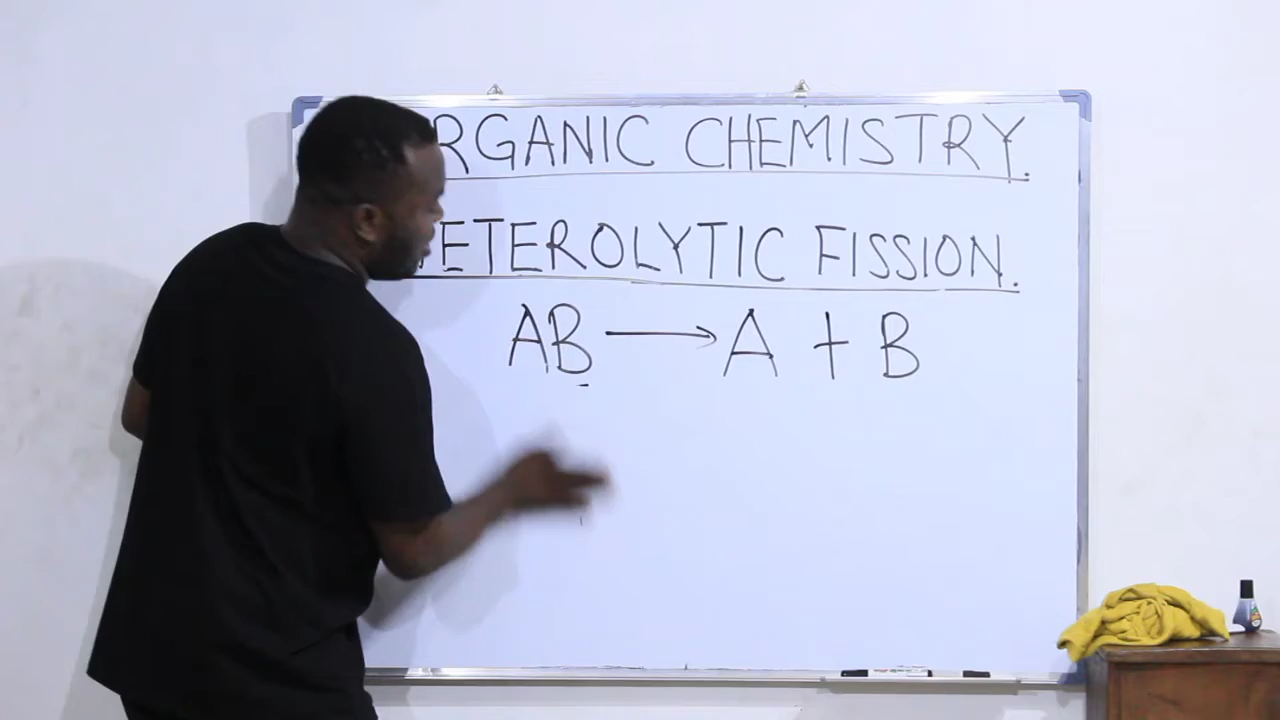 RGANIC CHEMISTRY.
ETEROLYTIC FISSION.
AB ⟶ A + B